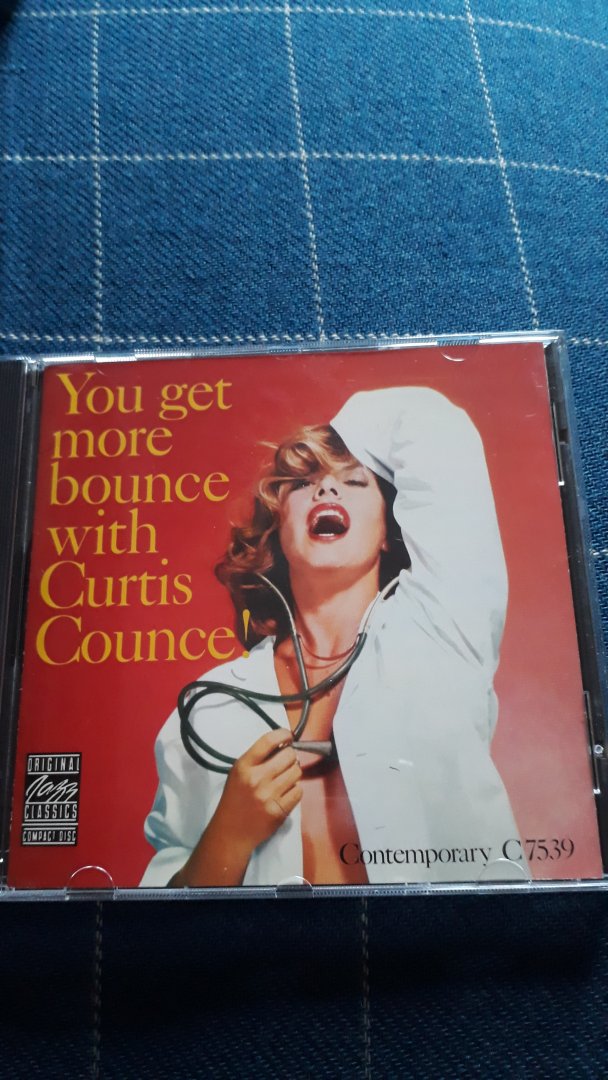 You get
more
bounce
with
Curtis
Counce!
ORIGINAL
Jazz
CLASSICS
COMPACT DISC
Contemporary C7539